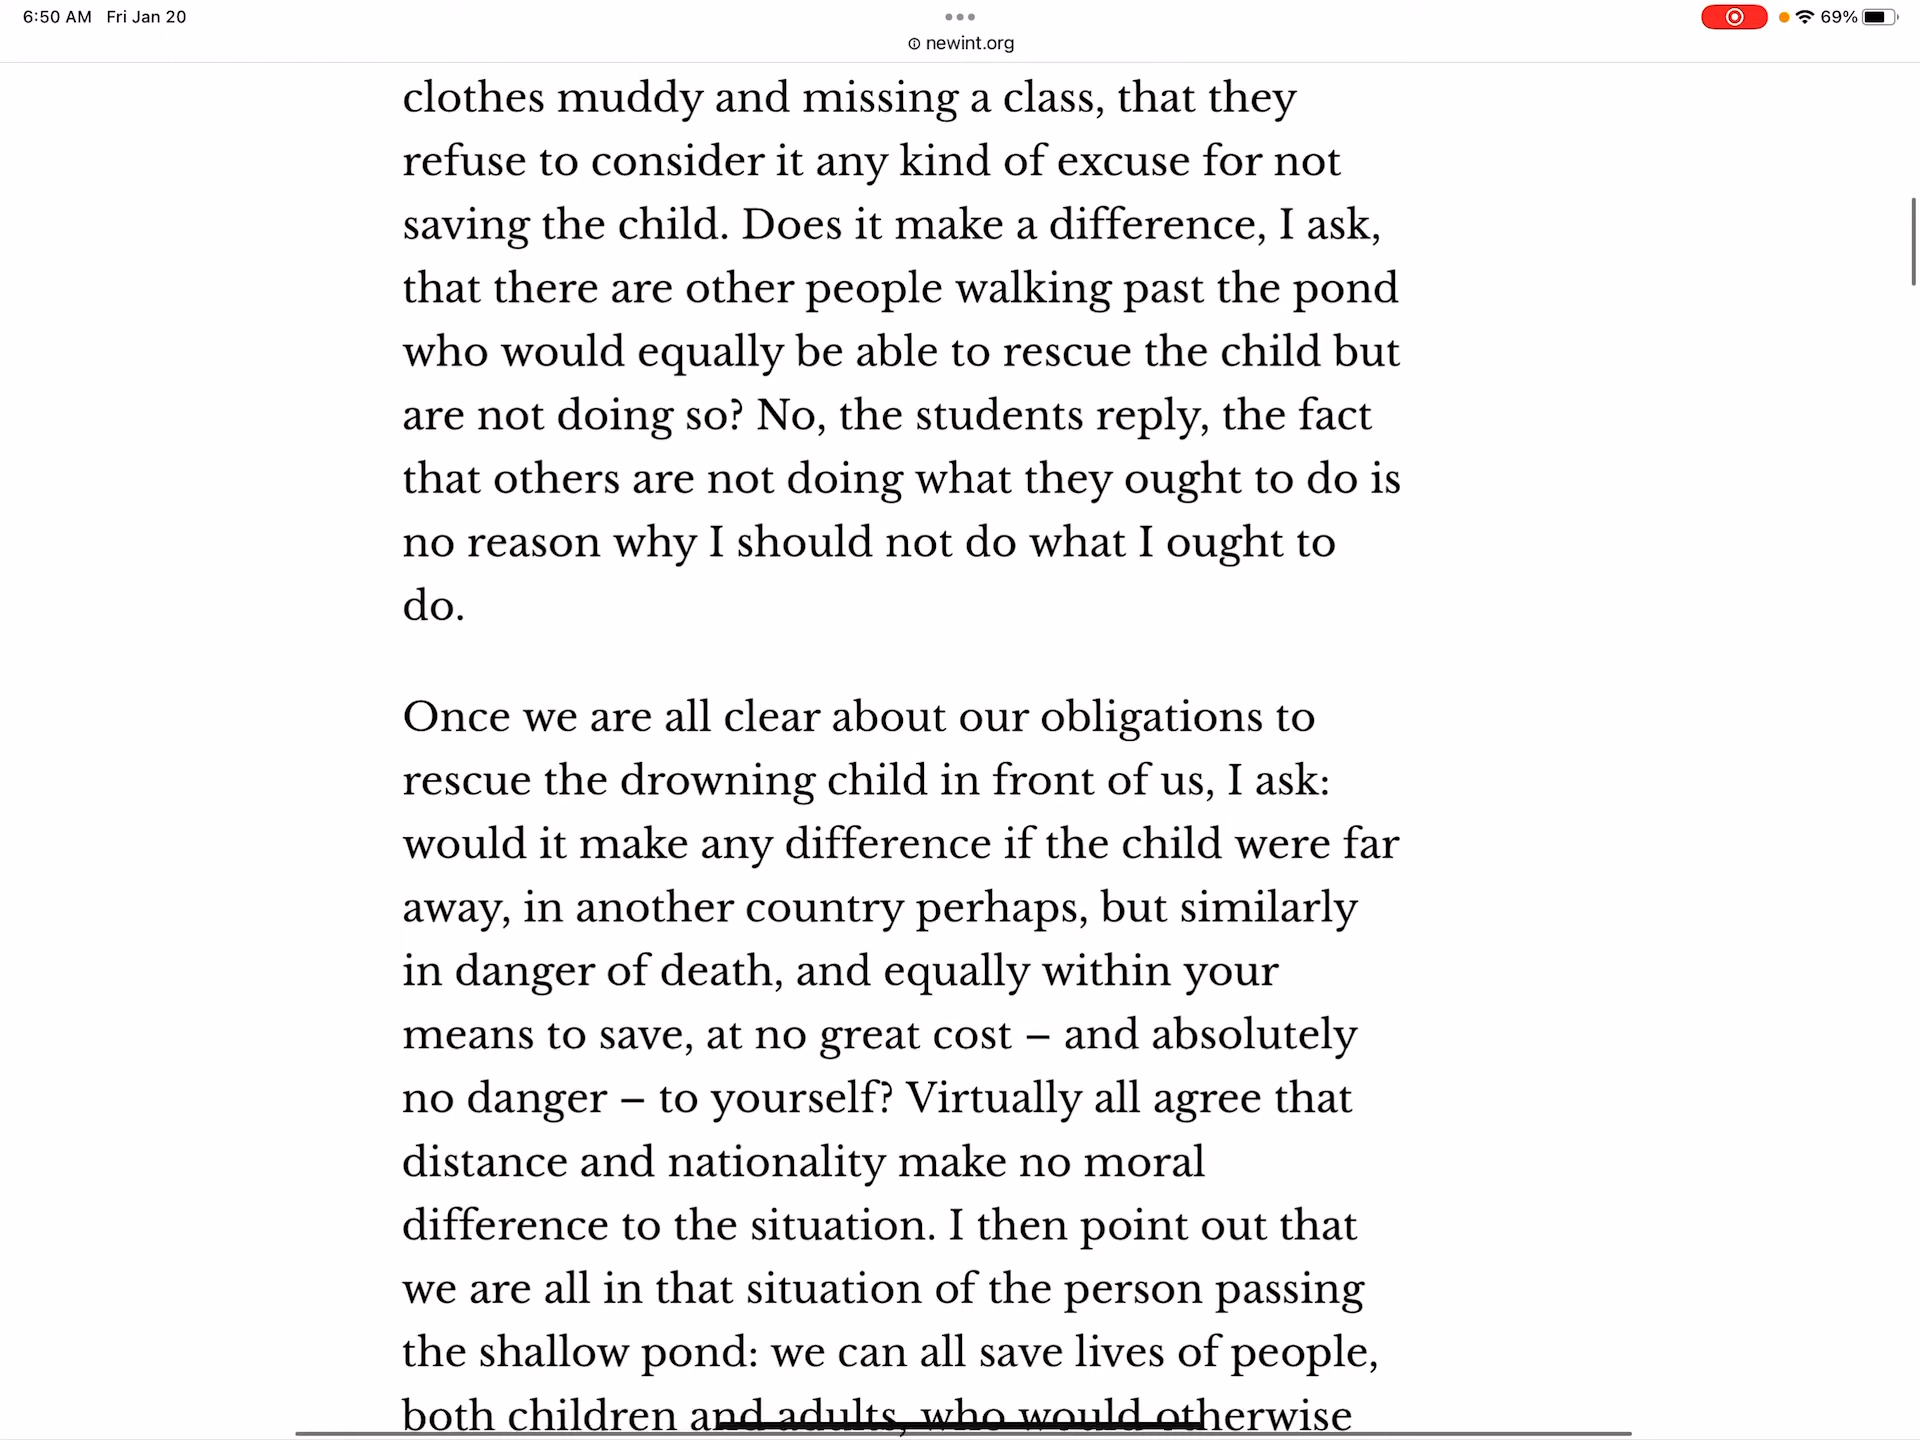 6:50 AM Fri Jan 20
69%
newint.org
clothes muddy and missing a class, that they
refuse to consider it any kind of excuse for not
saving the child. Does it make a difference, I ask,
that there are other people walking past the pond
who would equally be able to rescue the child but
are not doing so? No, the students reply, the fact
that others are not doing what they ought to do is
no reason why I should not do what I ought to
do.
Once we are all clear about our obligations to
rescue the drowning child in front of us, I ask:
would it make any difference if the child were far
away, in another country perhaps, but similarly
in danger of death, and equally within your
means to save, at no great cost – and absolutely
no danger – to yourself? Virtually all agree that
distance and nationality make no moral
difference to the situation. I then point out that
we are all in that situation of the person passing
the shallow pond: we can all save lives of people,
both children and adults, who would otherwise